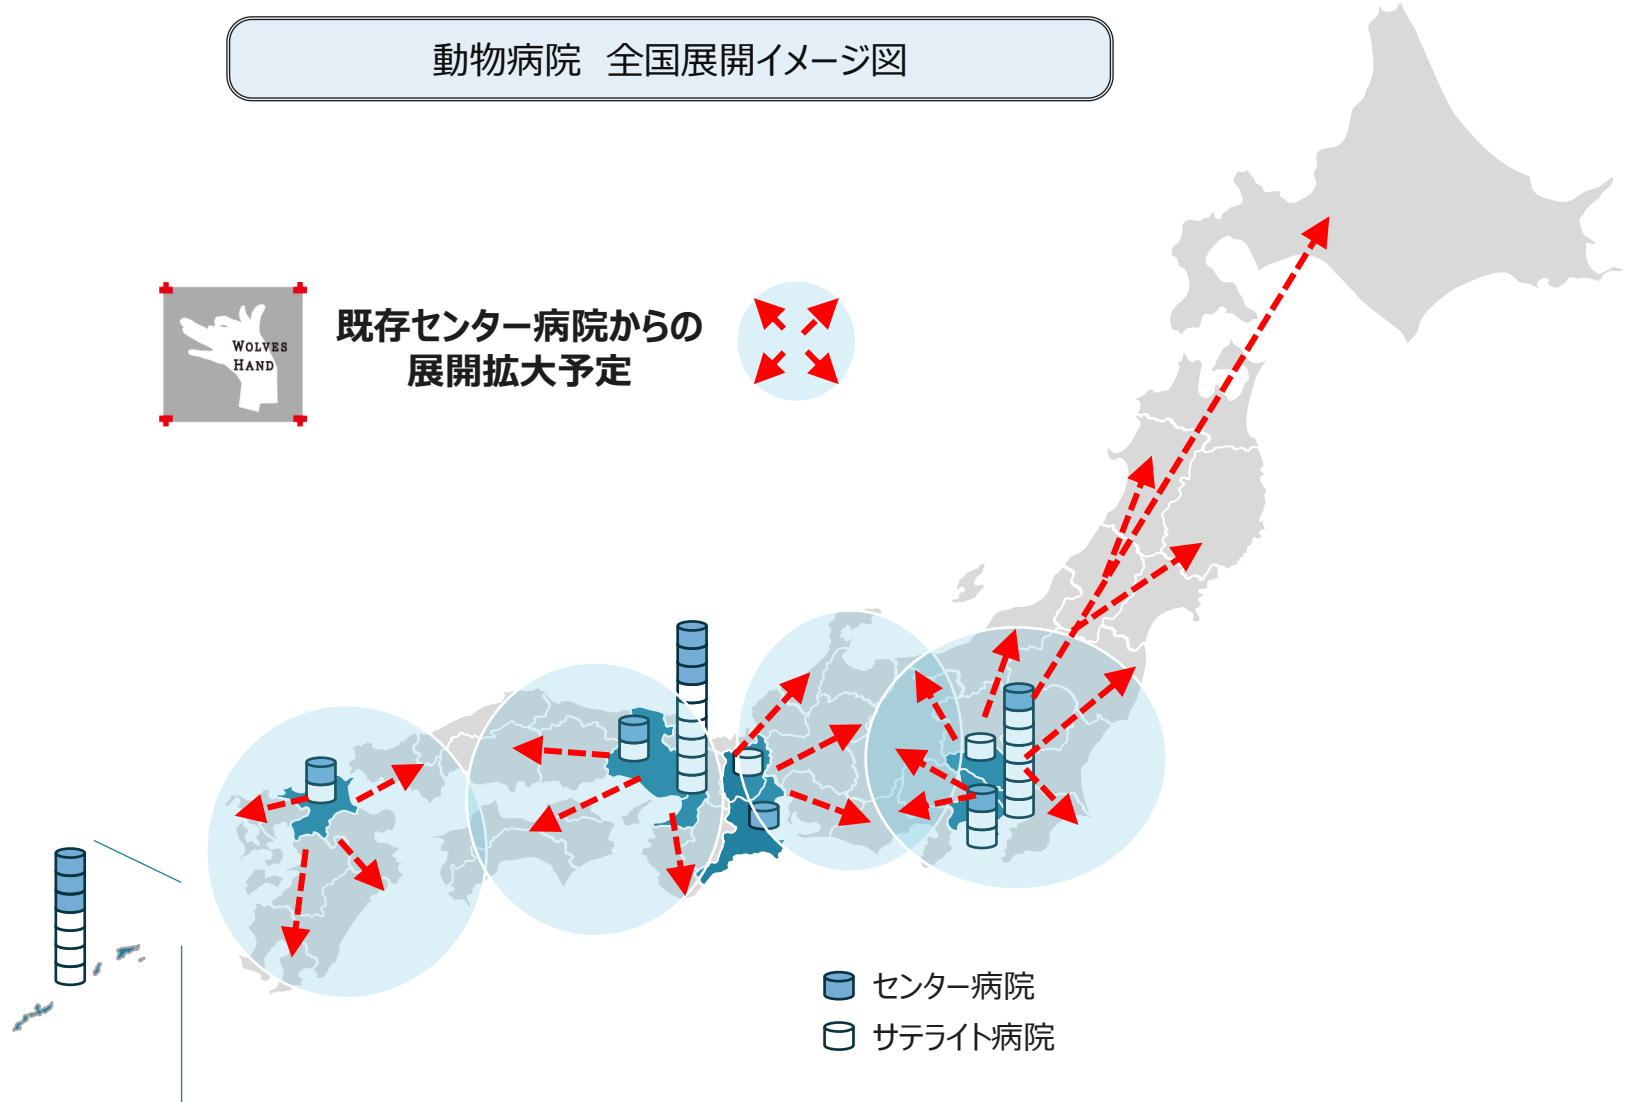 動物病院　全国展開イメージ図
WOLVES
HAND
既存センター病院からの
展開拡大予定
センター病院
サテライト病院